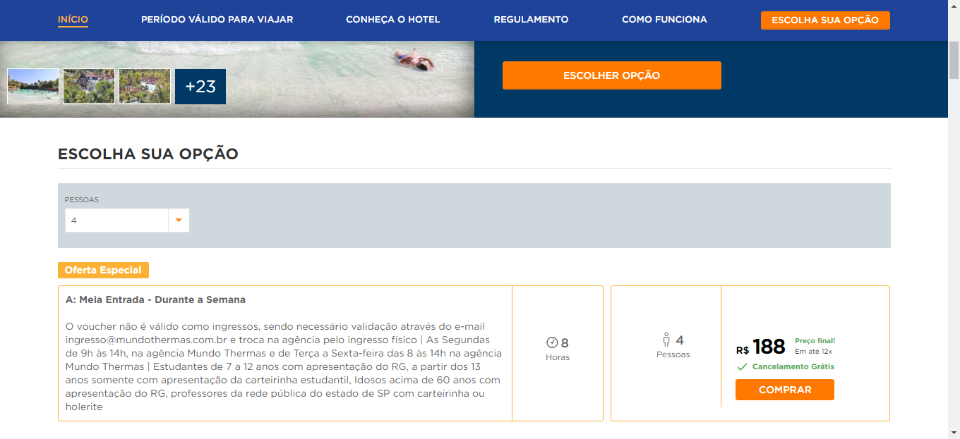 INÍCIO PERÍODO VÁLIDO PARA VIAJAR CONHEÇA O HOTEL REGULAMENTO COMO FUNCIONA ESCOLHA SUA OPÇÃO
+23
ESCOLHER OPÇÃO
ESCOLHA SUA OPÇÃO
PESSOAS
4
Oferta Especial
A: Meia Entrada - Durante a Semana
O voucher não é válido como ingressos, sendo necessário validação através do e-mail
ingresso@mundothermas.com.br e troca na agência pelo ingresso físico | As Segundas
de 9h às 14h, na agência Mundo Thermas e de Terça a Sexta-feira das 8 às 14h na agência
Mundo Thermas | Estudantes de 7 a 12 anos com apresentação do RG, a partir dos 13
anos somente com apresentação da carteirinha estudantil, Idosos acima de 60 anos com
apresentação do RG, professores da rede pública do estado de SP com carteirinha ou
holerite
8
Horas
4
Pessoas
R$ 188
Preço final!
Em até 12x
Cancelamento Grátis
COMPRAR